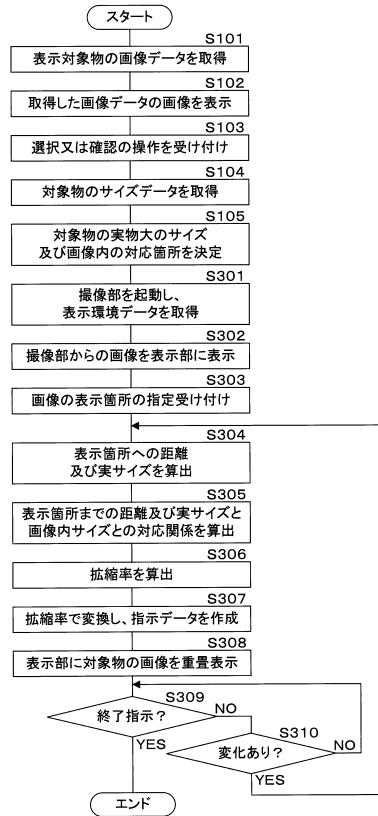 スタート
S101
表示対象物の画像データを取得
S102
取得した画像データの画像を表示
S103
選択又は確認の操作を受け付け
S104
対象物のサイズデータを取得
S105
対象物の実物大のサイズ
及び画像内の対応箇所を決定
S301
撮像部を起動し、
表示環境データを取得
S302
撮像部からの画像を表示部に表示
S303
画像の表示箇所の指定受け付け
S304
表示箇所への距離
及び実サイズを算出
S305
表示箇所までの距離及び実サイズと
画像内サイズとの対応関係を算出
S306
拡縮率を算出
S307
拡縮率で変換し、指示データを作成
S308
表示部に対象物の画像を重畳表示
S309
終了指示？
NO
YES
S310
変化あり？
NO
YES
エンド